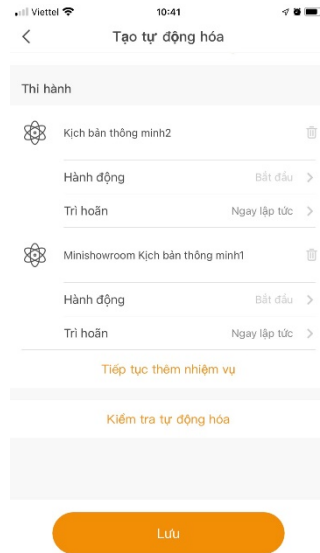 Viettel 10:41
Tạo tự động hóa
Thi hành
Kịch bản thông minh2
Hành động Bắt đầu
Trì hoãn Ngay lập tức
Minishowroom Kịch bản thông minh1
Hành động Bắt đầu
Trì hoãn Ngay lập tức
Tiếp tục thêm nhiệm vụ
Kiểm tra tự động hóa
Lưu